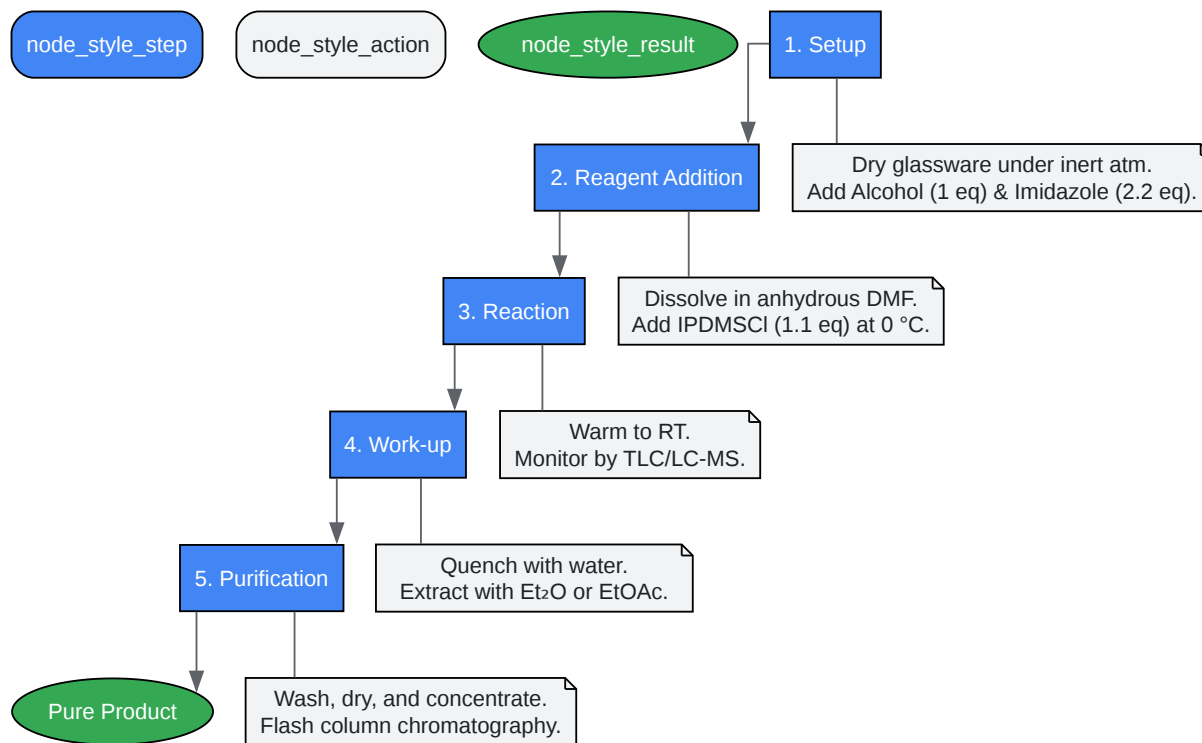 node_style_step
node_style_action
node_style_result
1. Setup
Dry glassware under inert atm.
Add Alcohol (1 eq) & Imidazole (2.2 eq).
2. Reagent Addition
Dissolve in anhydrous DMF.
Add IPDMSCl (1.1 eq) at 0 °C.
3. Reaction
Warm to RT.
Monitor by TLC/LC-MS.
4. Work-up
Quench with water.
Extract with Et₂O or EtOAc.
5. Purification
Wash, dry, and concentrate.
Flash column chromatography.
Pure Product